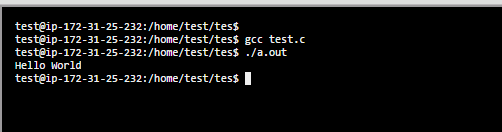 test@ip-172-31-25-232:/home/test/tes$
test@ip-172-31-25-232:/home/test/tes$ gcc test.c
test@ip-172-31-25-232:/home/test/tes$ ./a.out
Hello World
test@ip-172-31-25-232:/home/test/tes$